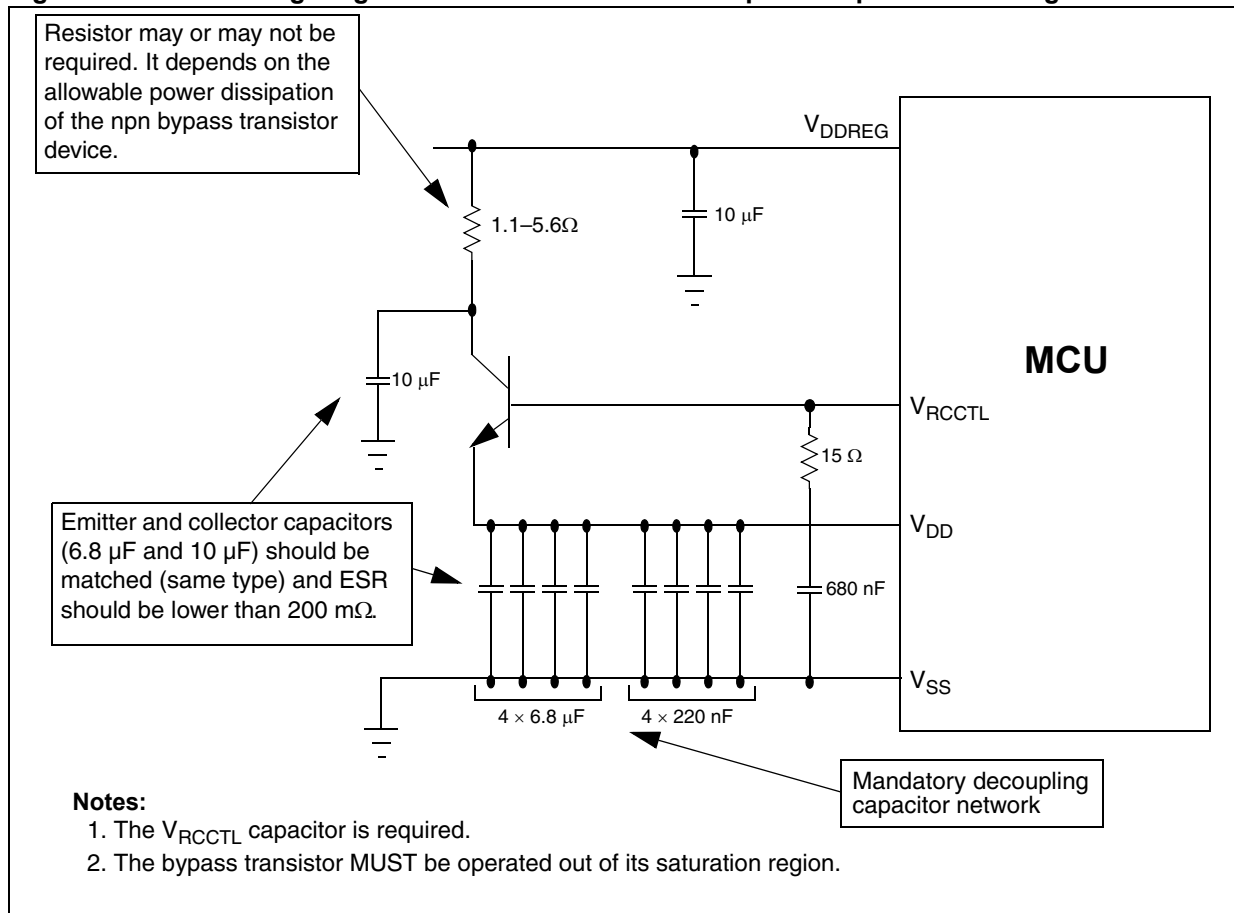 Resistor may or may not be
required. It depends on the
allowable power dissipation
of the npn bypass transistor
device.
VDDREG
1.1–5.6Ω
10 μF
MCU
10 μF
VRCCTL
15 Ω
VDD
Emitter and collector capacitors
(6.8 μF and 10 μF) should be
matched (same type) and ESR
should be lower than 200 mΩ.
680 nF
VSS
4 × 6.8 μF
4 × 220 nF
Mandatory decoupling
capacitor network
Notes:
1. The VRCCTL capacitor is required.
2. The bypass transistor MUST be operated out of its saturation region.